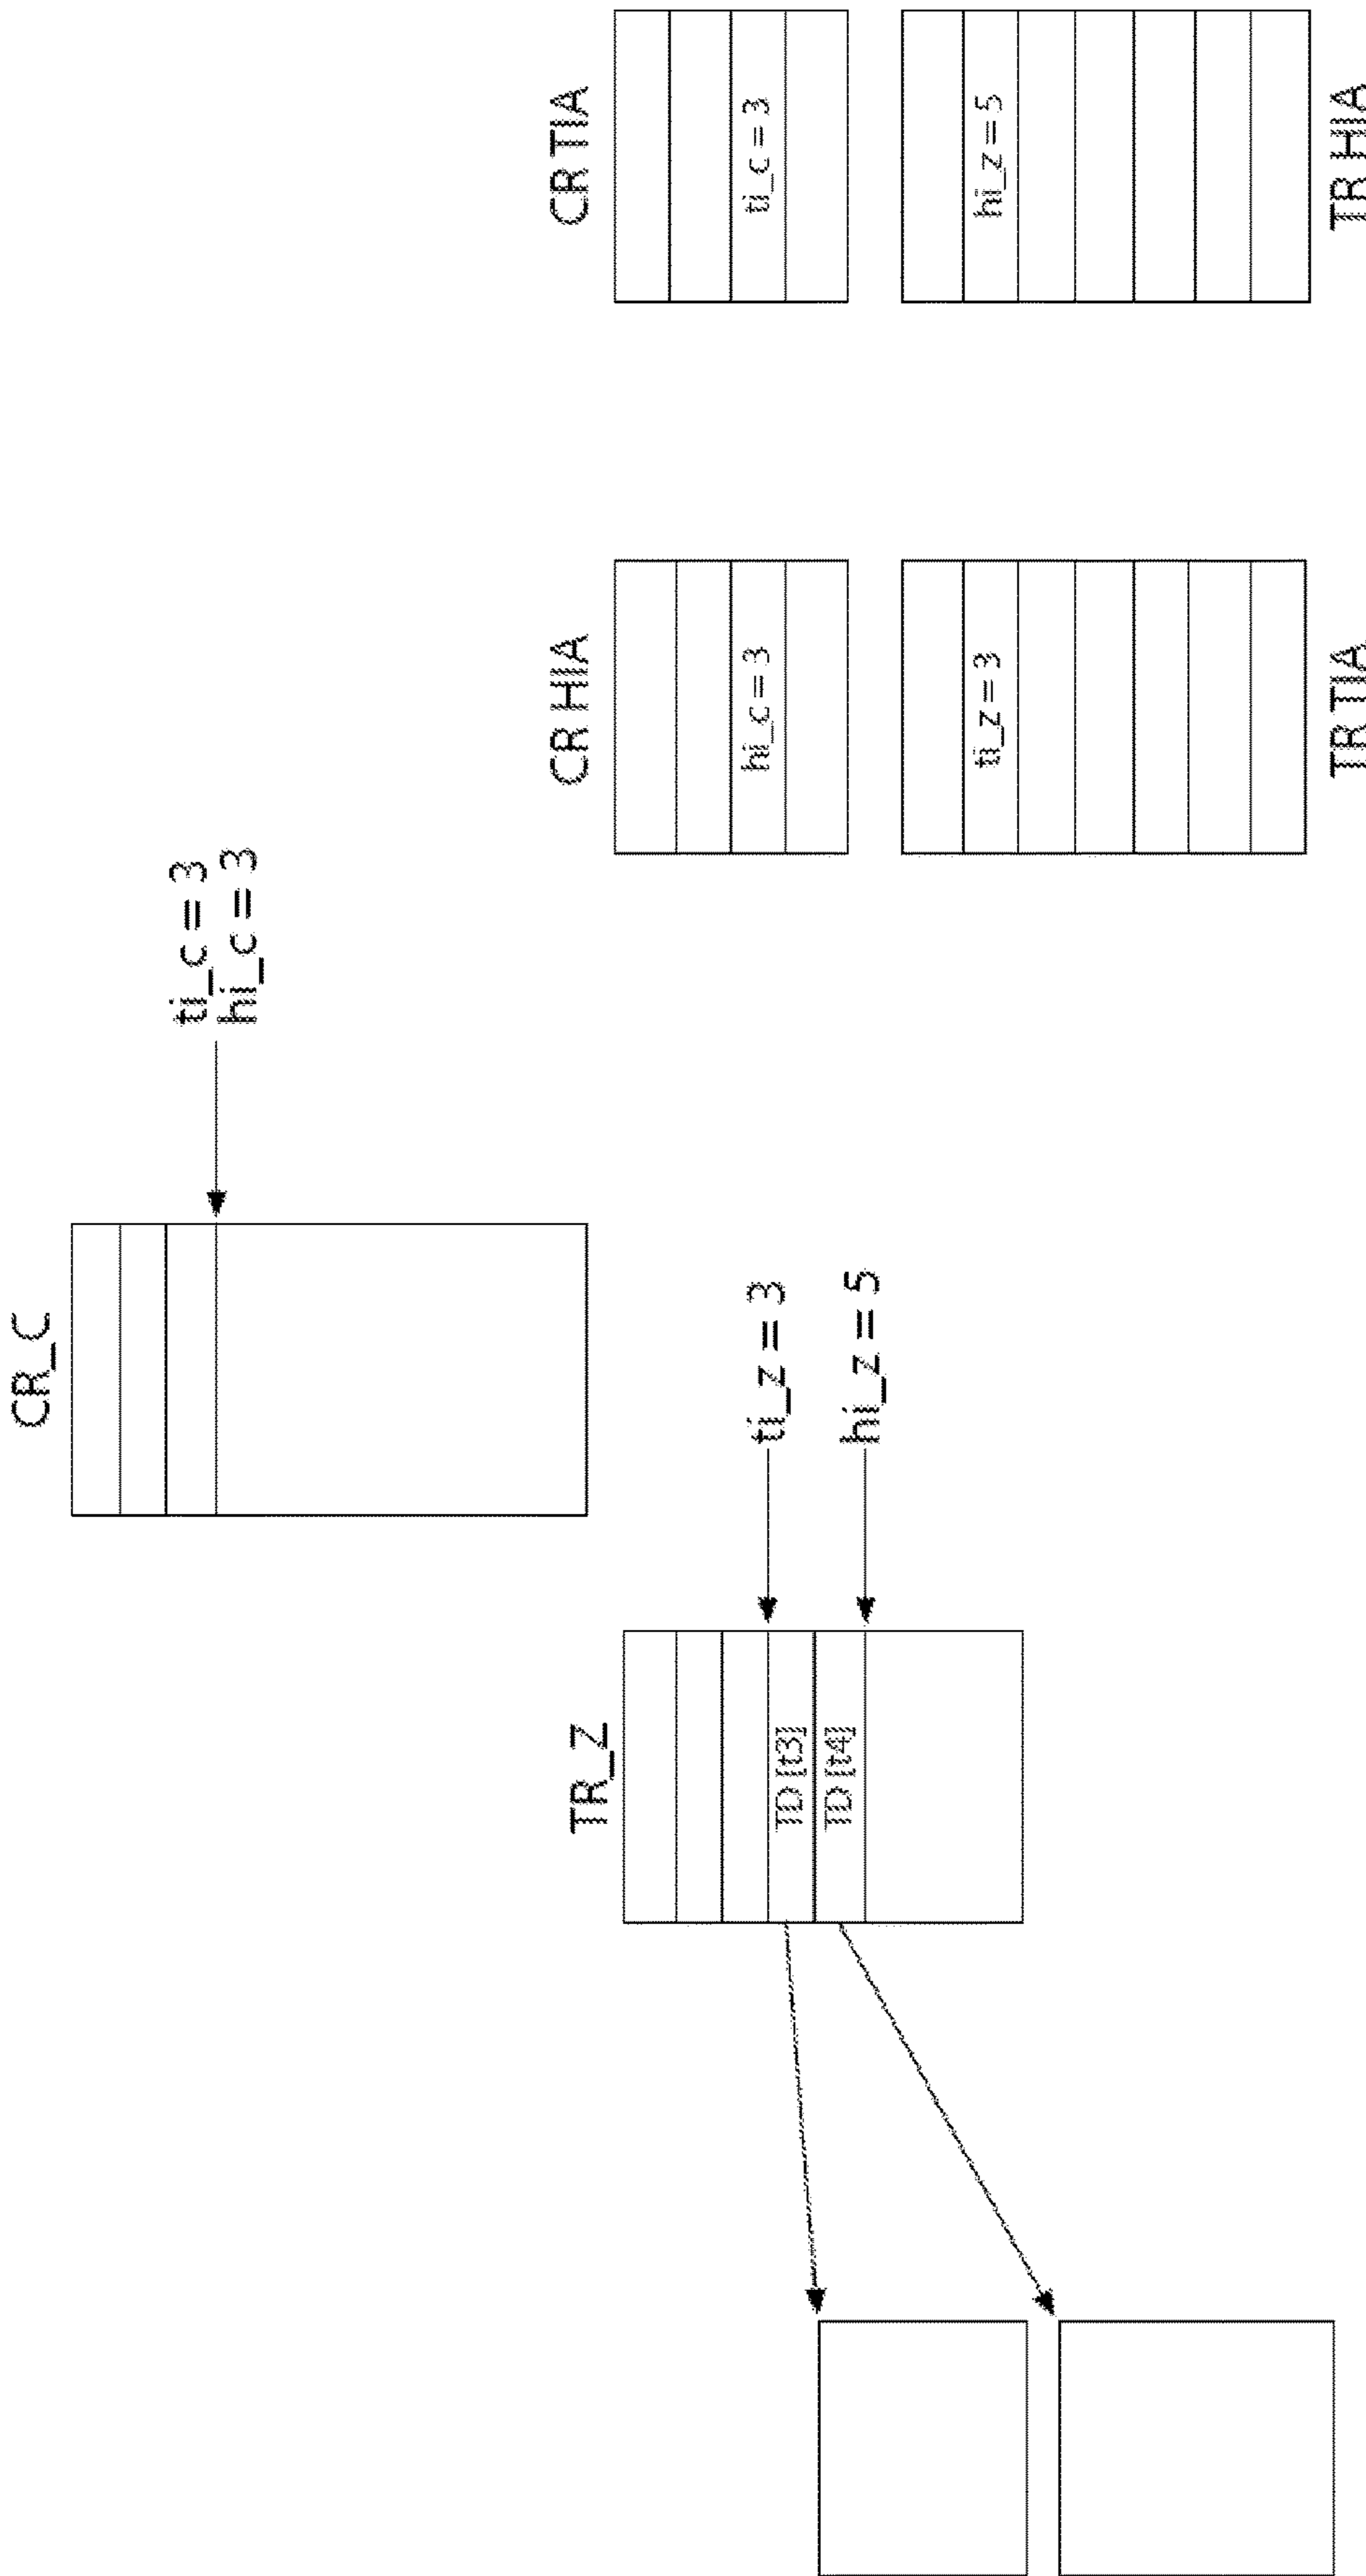 CR_C
ti_c = 3
hi_c = 3
TR_Z
TD [t3]
TD [t4]
ti_z = 3
hi_z = 5
CR HIA
hi_c = 3
ti_z = 3
TR TIA
CR TIA
ti_c = 3
hi_z = 5
TR HIA